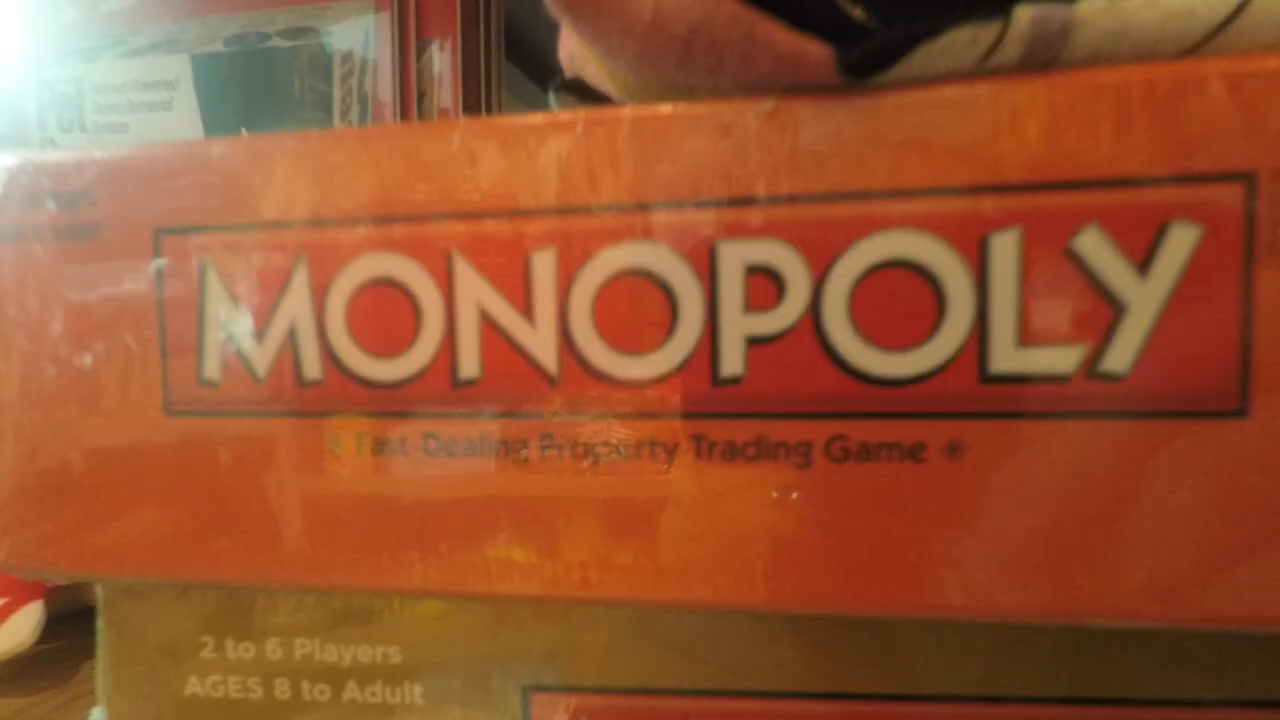 MONOPOLY
Fast-Dealing Property Trading Game
2 to 6 Players
AGES 8 to Adult